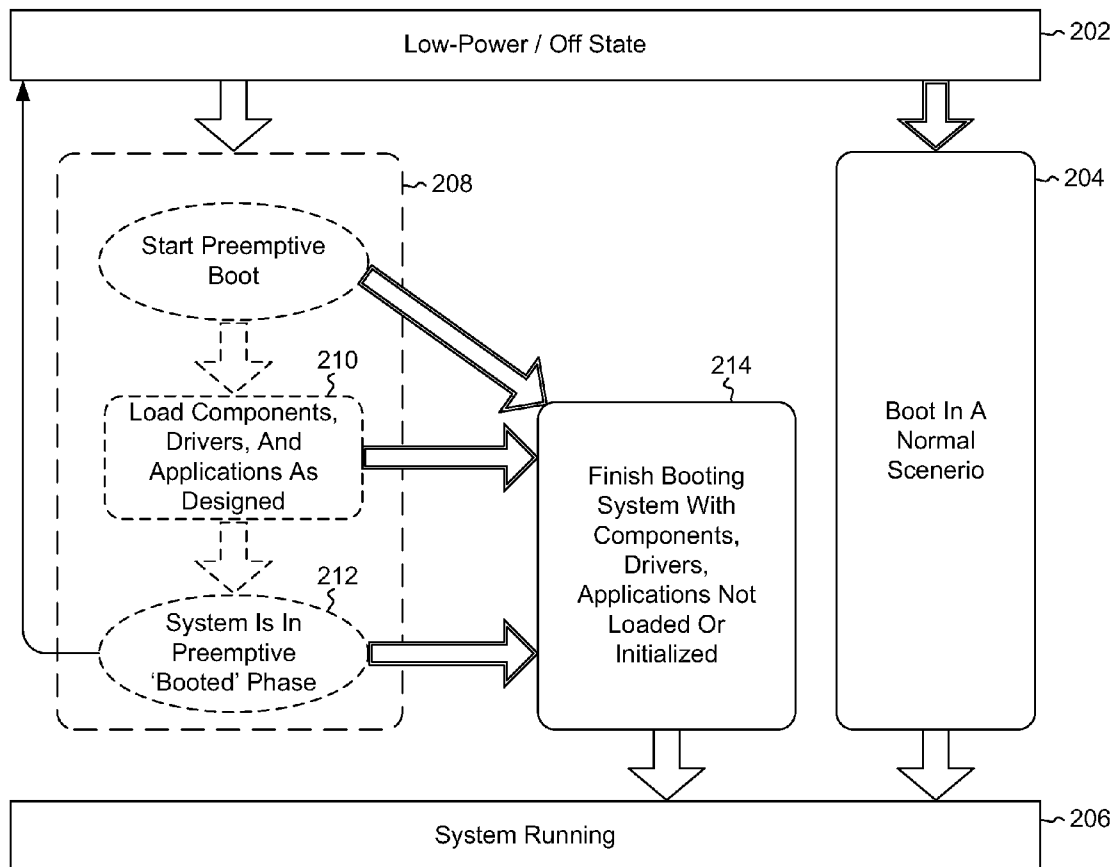 Low-Power / Off State
202
208
204
Start Preemptive
Boot
210
Load Components,
Drivers, And
Applications As
Designed
212
System Is In
Preemptive
‘Booted’ Phase
214
Finish Booting
System With
Components,
Drivers,
Applications Not
Loaded Or
Initialized
Boot In A
Normal
Scenerio
System Running
206